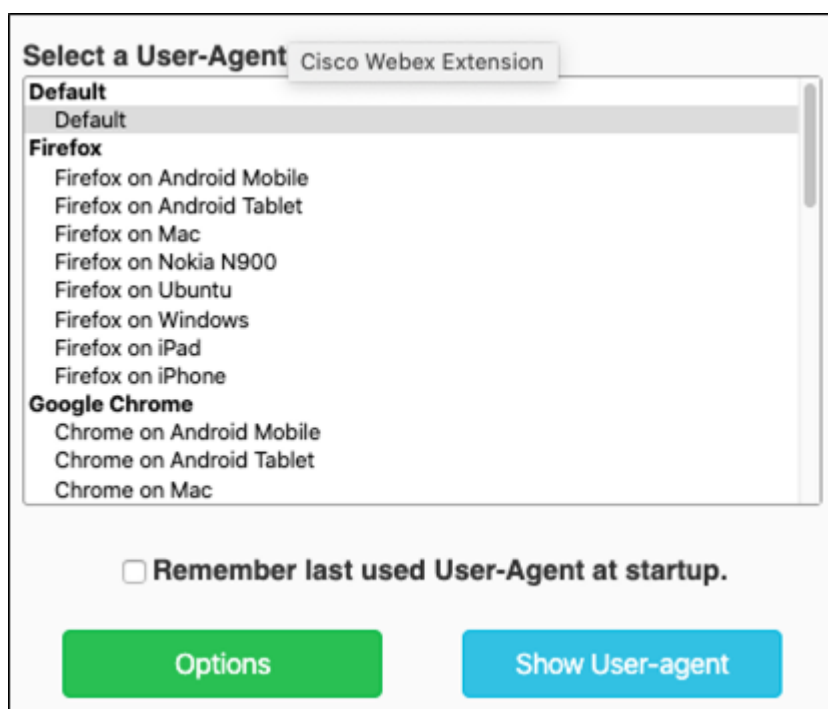 Select a User-Agent
Cisco Webex Extension
Default
Default
Firefox
Firefox on Android Mobile
Firefox on Android Tablet
Firefox on Mac
Firefox on Nokia N900
Firefox on Ubuntu
Firefox on Windows
Firefox on iPad
Firefox on iPhone
Google Chrome
Chrome on Android Mobile
Chrome on Android Tablet
Chrome on Mac
Remember last used User-Agent at startup.
Options
Show User-agent